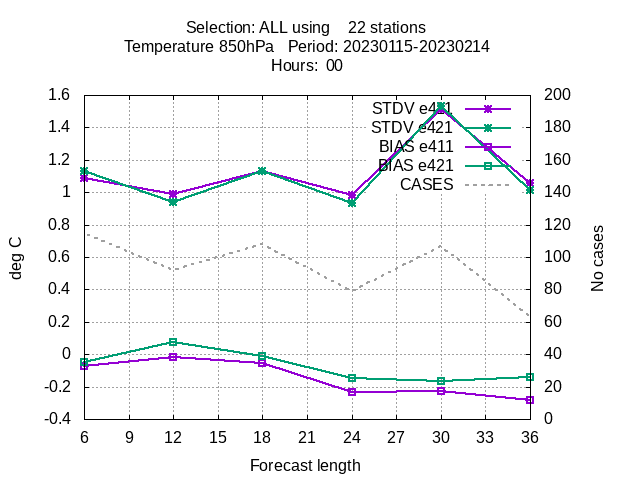 Selection: ALL using 22 stations
Temperature 850hPa Period: 20230115-20230214
Hours: 00
1.6
1.4
1.2
1
0.8
0.6
0.4
0.2
0
-0.2
-0.4
deg C
200
180
160
140
120
100
80
60
40
20
0
No cases
STDV e411
STDV e421
BIAS e411
BIAS e421
CASES
6 9 12 15 18 21 24 27 30 33 36
Forecast length